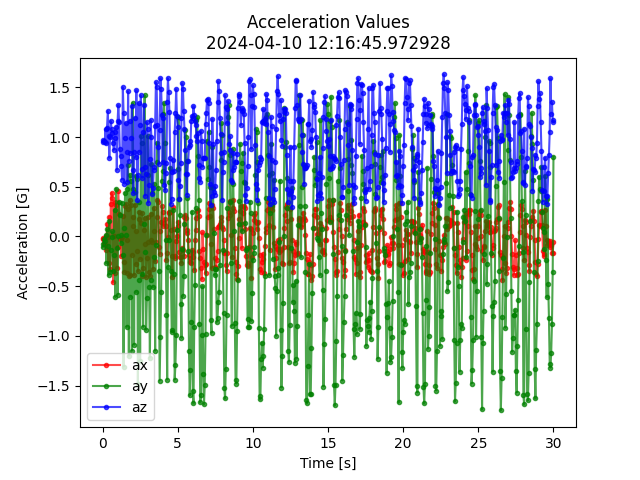 Acceleration Values
2024-04-10 12:16:45.972928
Acceleration [G]
1.5
1.0
0.5
0.0
−0.5
−1.0
−1.5
ax
ay
az
0 5 10 15 20 25 30
Time [s]